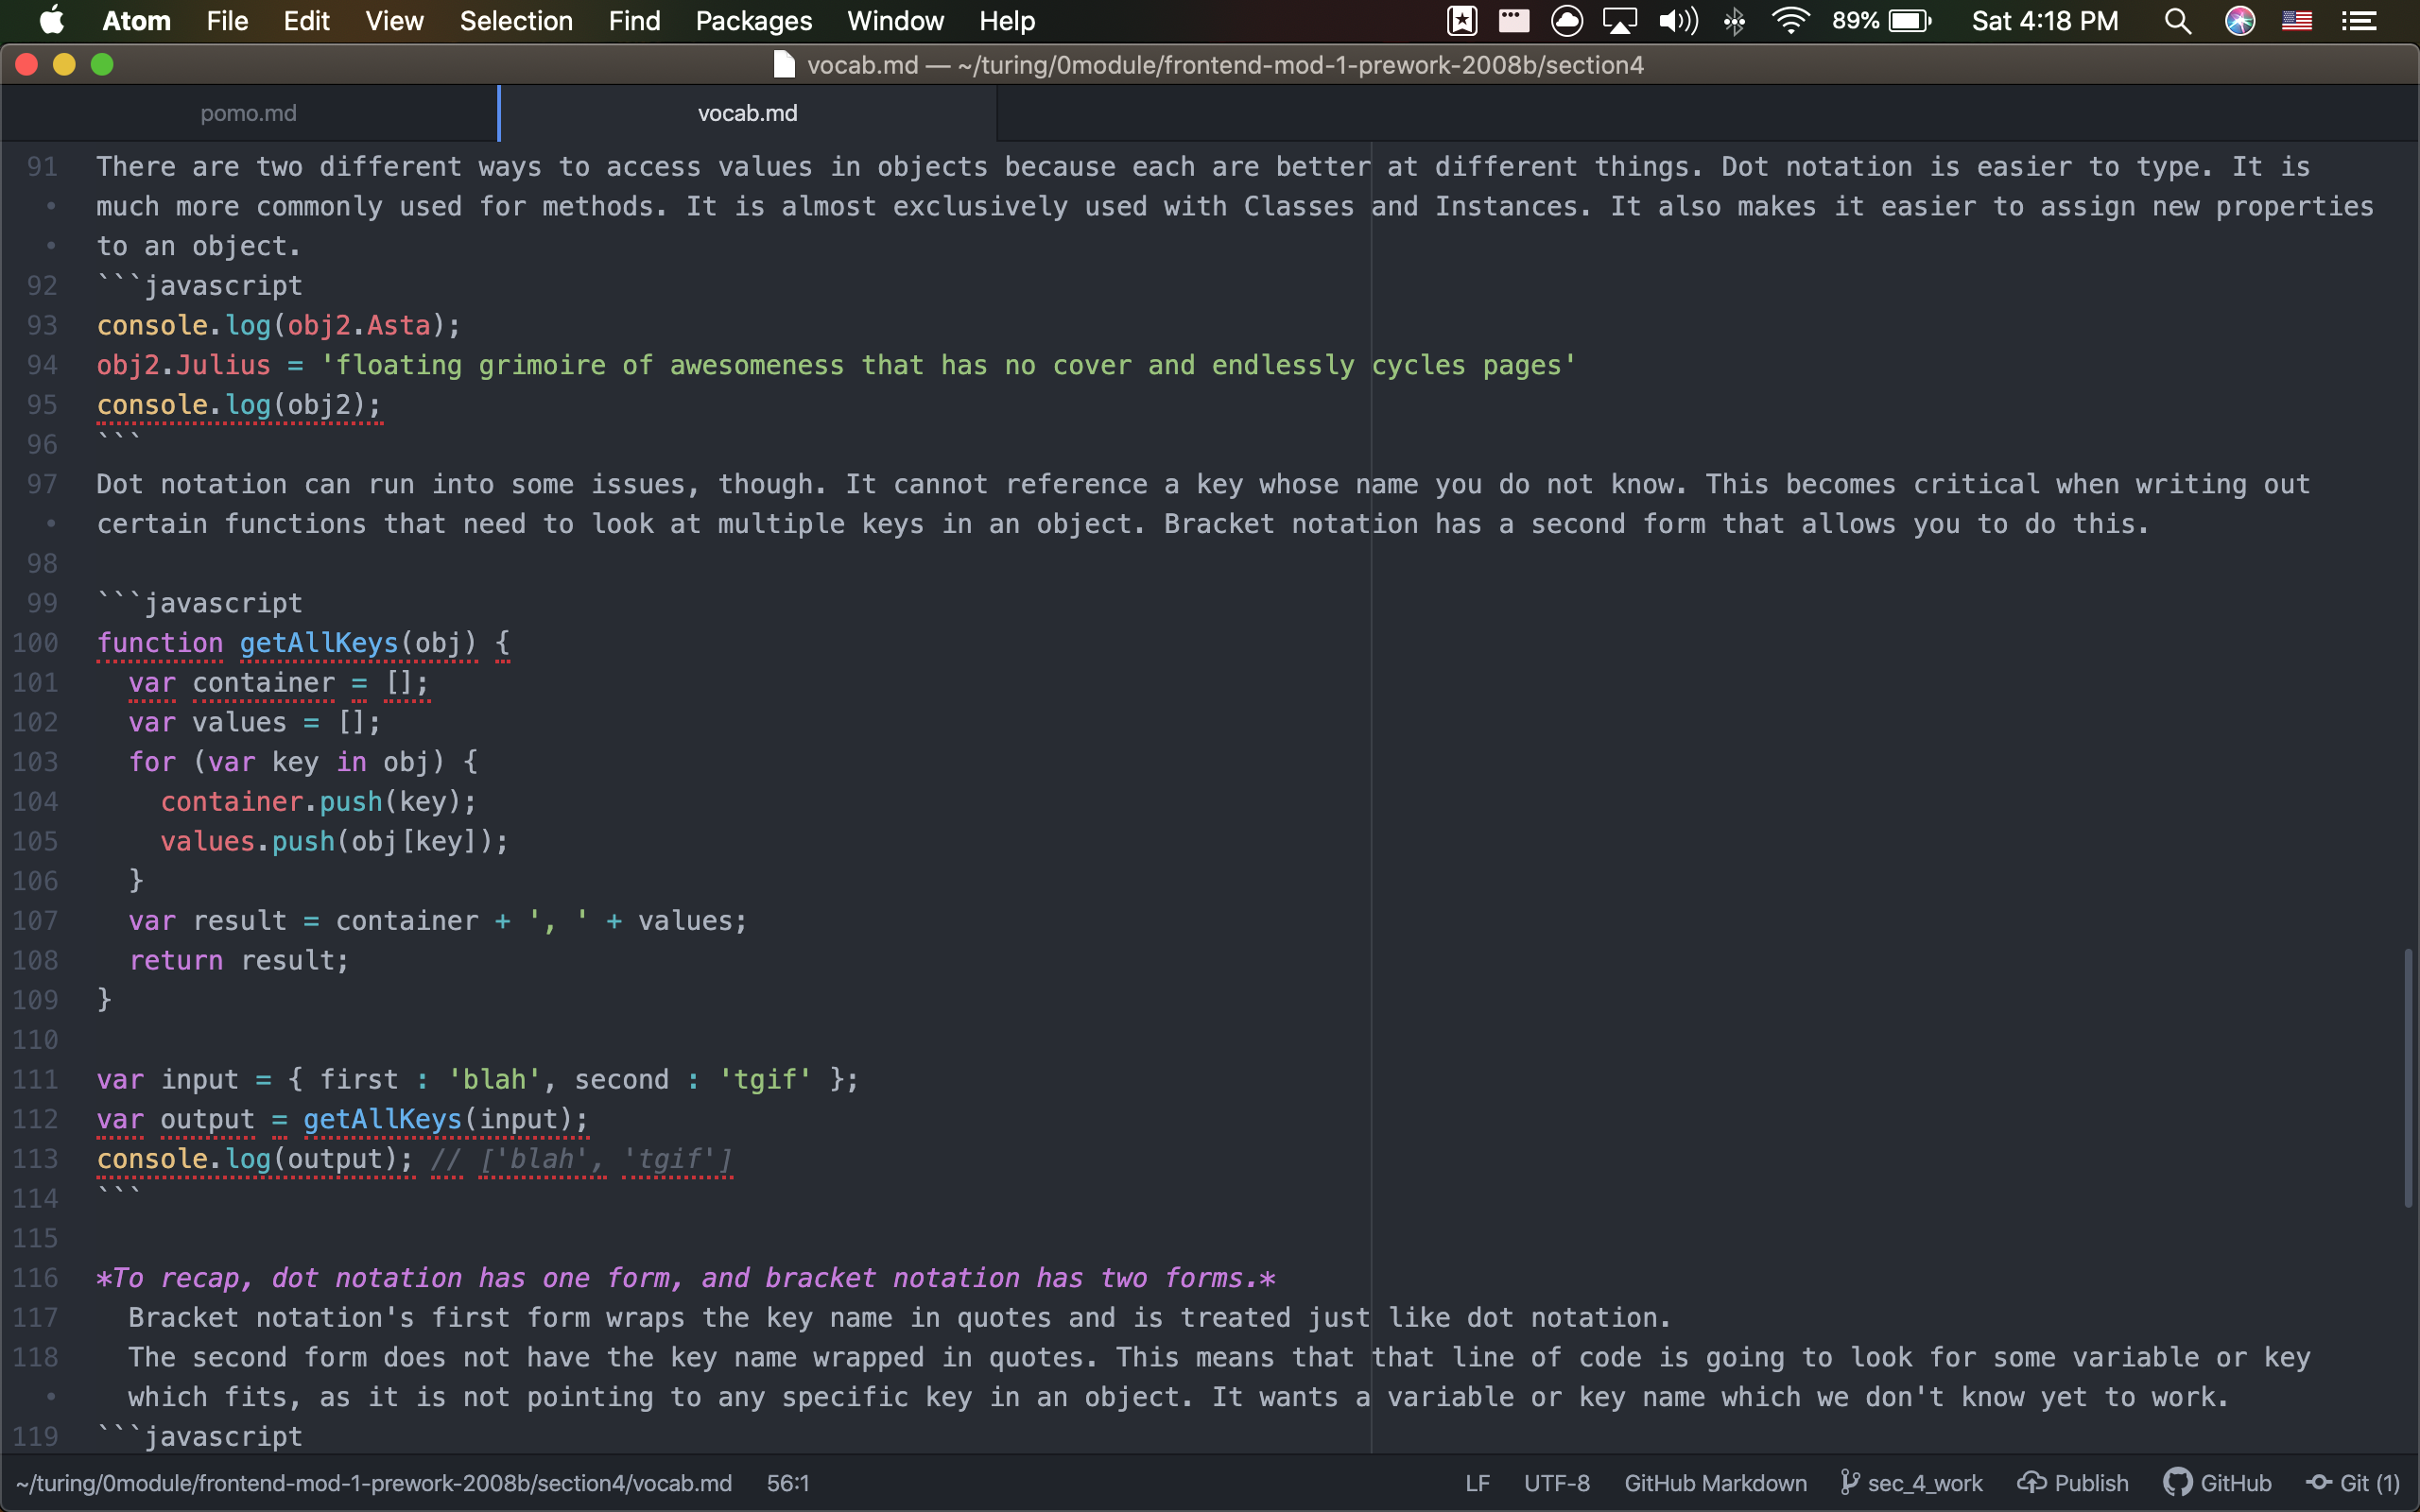 Atom File Edit View Selection Find Packages Window Help 89% Sat 4:18 PM
vocab.md — ~/turing/0module/frontend-mod-1-prework-2008b/section4
pomo.md vocab.md
91 There are two different ways to access values in objects because each are better at different things. Dot notation is easier to type. It is
• much more commonly used for methods. It is almost exclusively used with Classes and Instances. It also makes it easier to assign new properties
• to an object.
92 ```javascript
93 console.log(obj2.Asta);
94 obj2.Julius = 'floating grimoire of awesomeness that has no cover and endlessly cycles pages'
95 console.log(obj2);
96 ```
97 Dot notation can run into some issues, though. It cannot reference a key whose name you do not know. This becomes critical when writing out
• certain functions that need to look at multiple keys in an object. Bracket notation has a second form that allows you to do this.
98
99 ```javascript
100 function getAllKeys(obj) {
101   var container = [];
102   var values = [];
103   for (var key in obj) {
104     container.push(key);
105     values.push(obj[key]);
106   }
107   var result = container + ', ' + values;
108   return result;
109 }
110
111 var input = { first : 'blah', second : 'tgif' };
112 var output = getAllKeys(input);
113 console.log(output); // ['blah', 'tgif']
114 ```
115
116 *To recap, dot notation has one form, and bracket notation has two forms.*
117   Bracket notation's first form wraps the key name in quotes and is treated just like dot notation.
118   The second form does not have the key name wrapped in quotes. This means that that line of code is going to look for some variable or key
•   which fits, as it is not pointing to any specific key in an object. It wants a variable or key name which we don't know yet to work.
119 ```javascript
~/turing/0module/frontend-mod-1-prework-2008b/section4/vocab.md 56:1 LF UTF-8 GitHub Markdown sec_4_work Publish GitHub Git (1)